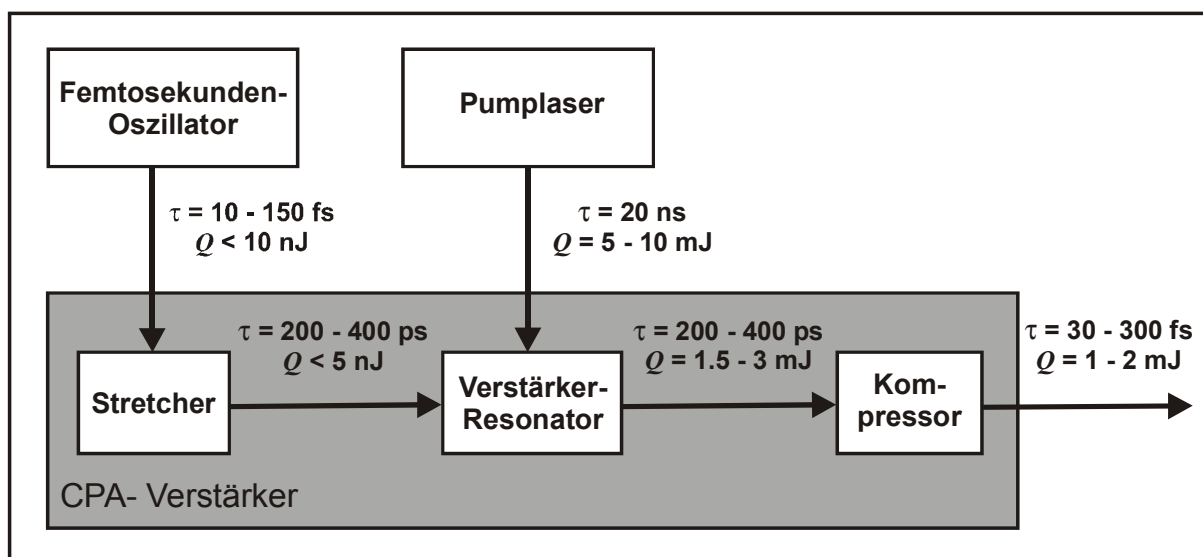 Femtosekunden-
Oszillator
Pumplaser
τ = 10 - 150 fs
Q < 10 nJ
τ = 20 ns
Q = 5 - 10 mJ
τ = 200 - 400 ps
Q < 5 nJ
τ = 200 - 400 ps
Q = 1.5 - 3 mJ
τ = 30 - 300 fs
Q = 1 - 2 mJ
Stretcher
Verstärker-
Resonator
Kom-
pressor
CPA- Verstärker